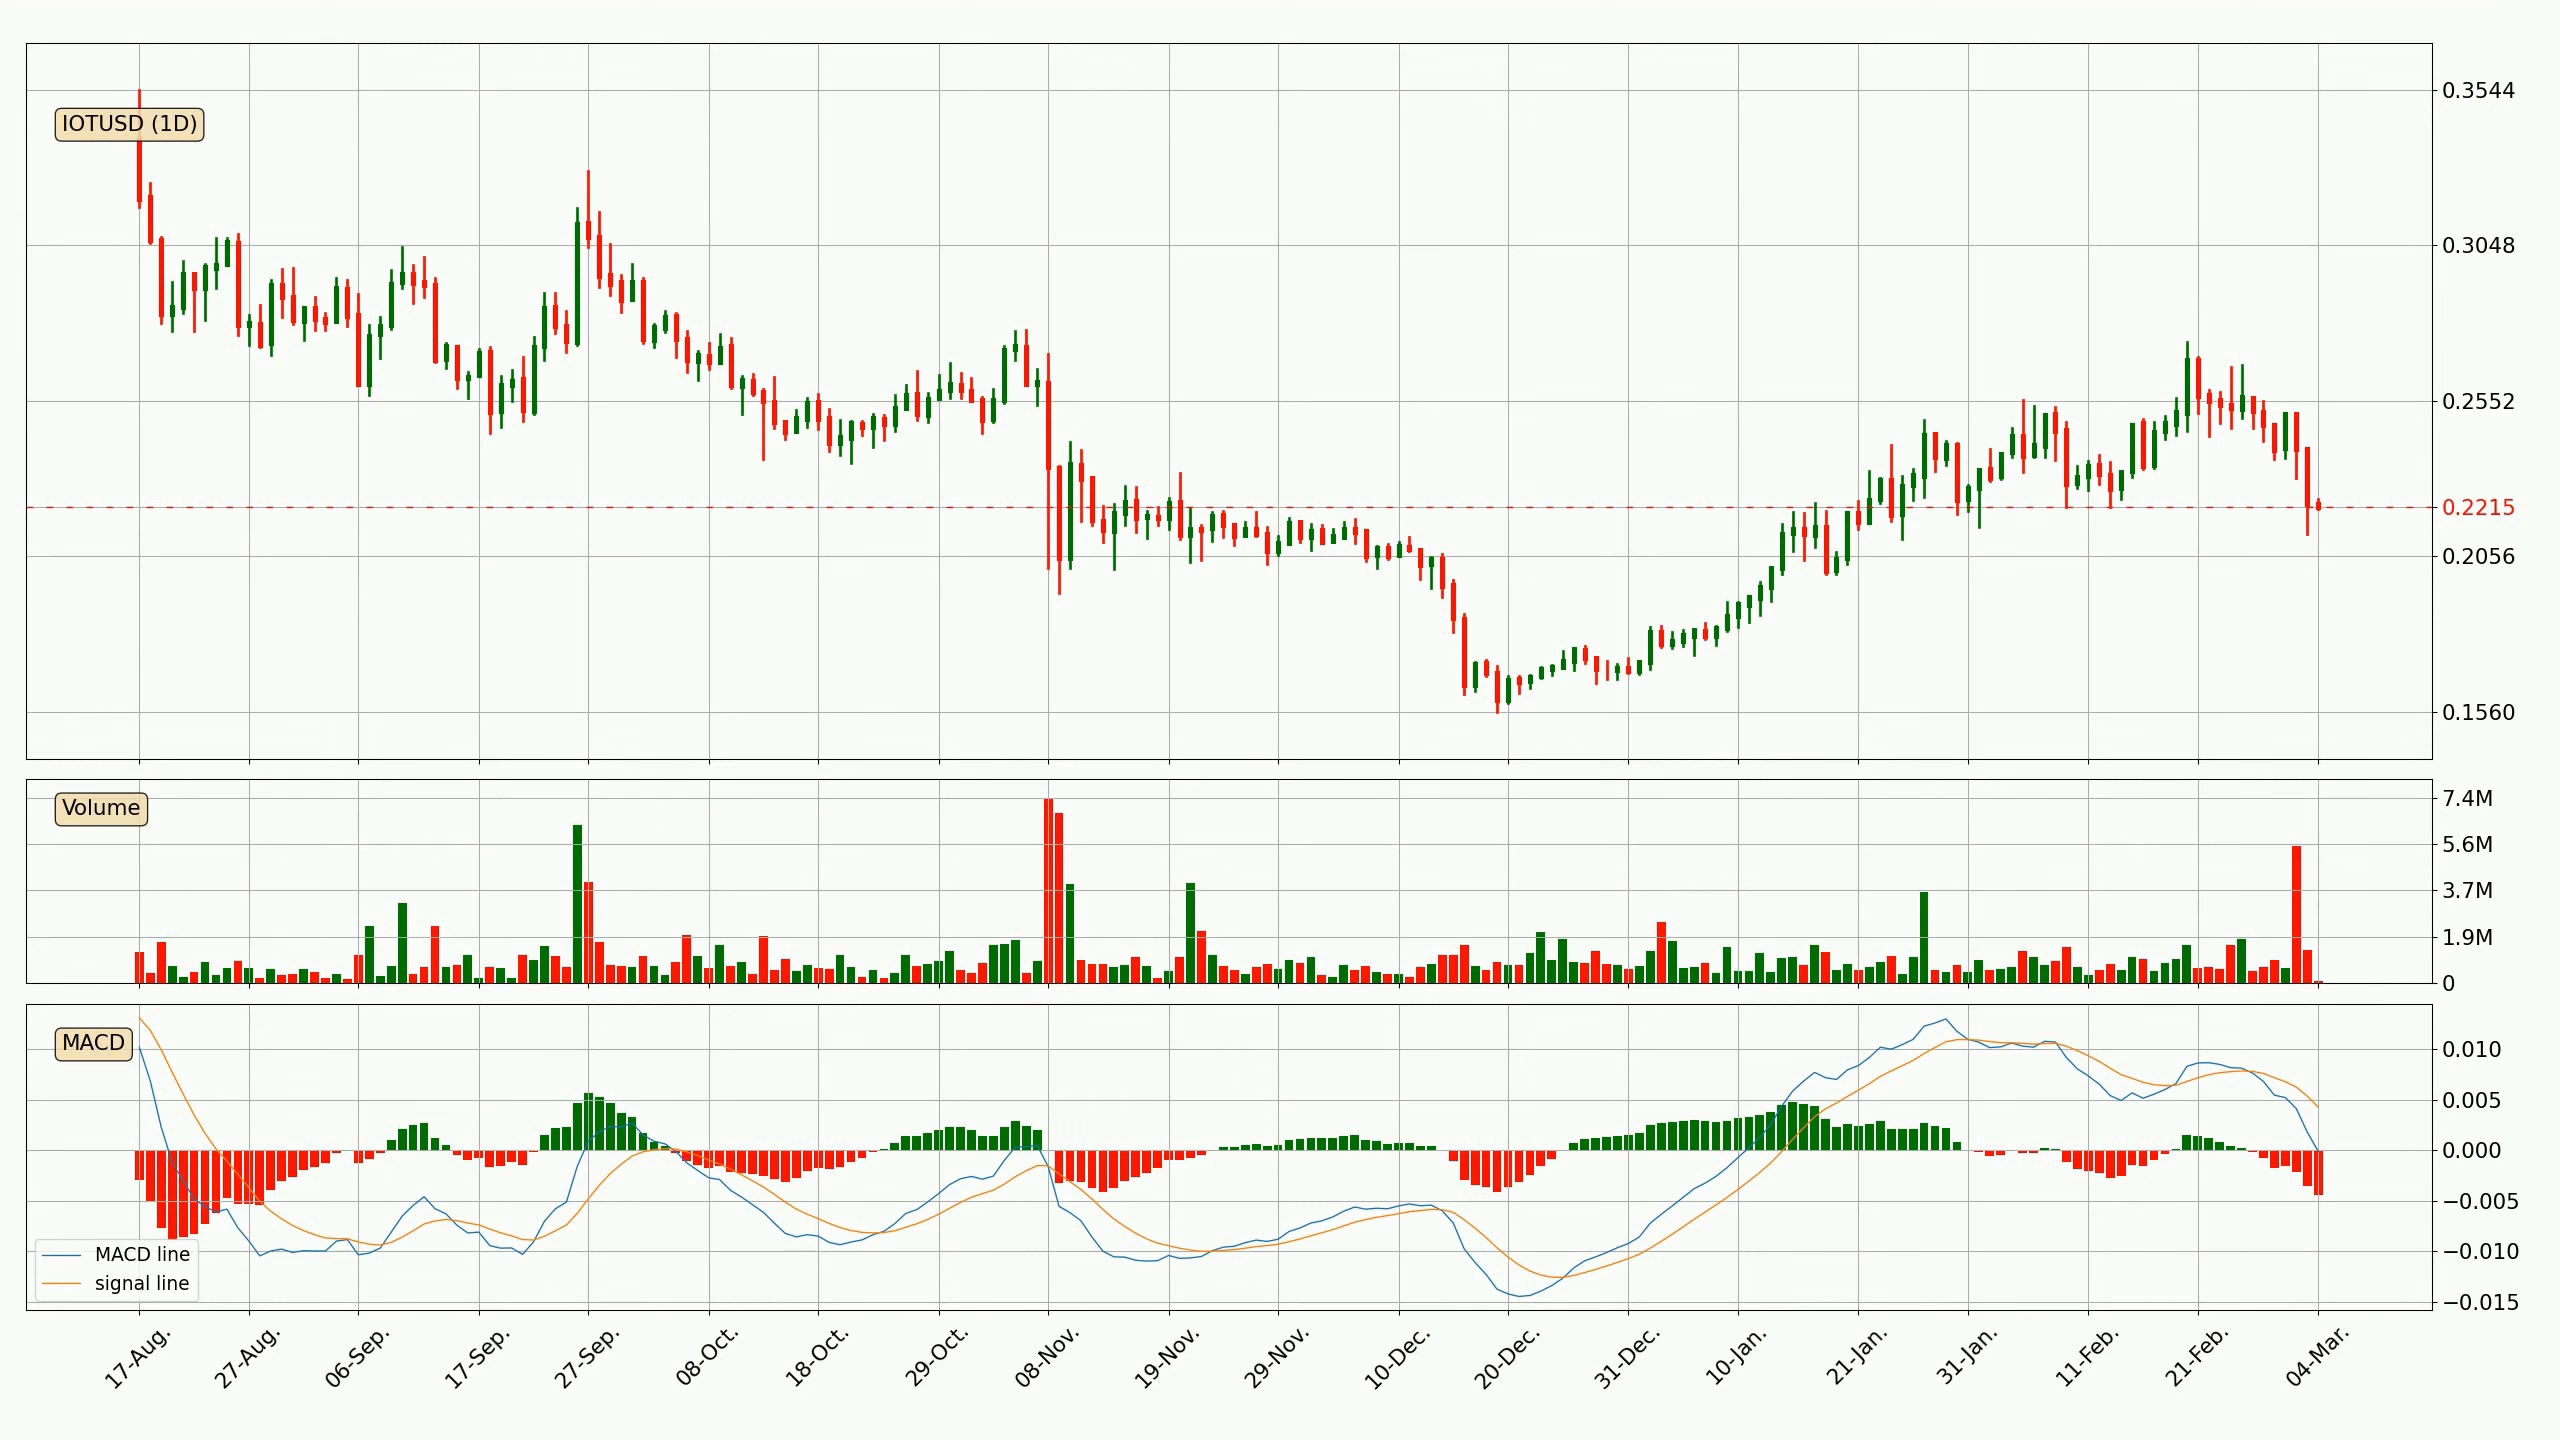 IOTUSD (1D)
0.3544
0.3048
0.2552
0.2215
0.2056
0.1560
Volume
7.4M
5.6M
3.7M
1.9M
0
MACD
0.010
0.005
0.000
−0.005
−0.010
−0.015
MACD line
signal line
17-Aug.
27-Aug.
06-Sep.
17-Sep.
27-Sep.
08-Oct.
18-Oct.
29-Oct.
08-Nov.
19-Nov.
29-Nov.
10-Dec.
20-Dec.
31-Dec.
10-Jan.
21-Jan.
31-Jan.
11-Feb.
21-Feb.
04-Mar.